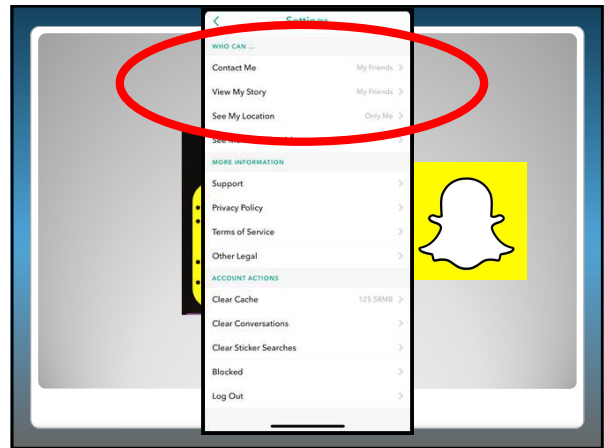 Settings
WHO CAN ...
Contact Me My Friends
View My Story My Friends
See My Location Only Me
MORE INFORMATION
Support
Privacy Policy
Terms of Service
Other Legal
ACCOUNT ACTIONS
Clear Cache 125.58MB
Clear Conversations
Clear Sticker Searches
Blocked
Log Out